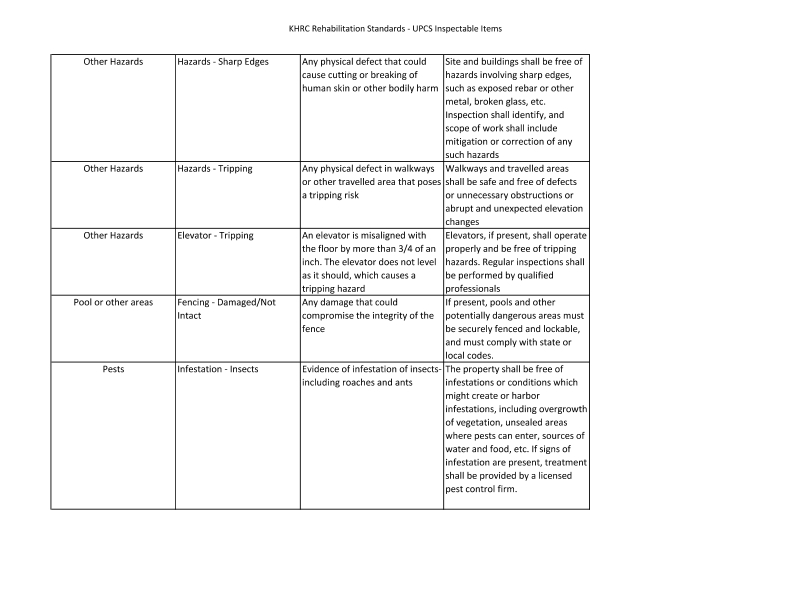 KHRC Rehabilitation Standards - UPCS Inspectable Items
Other Hazards
Hazards - Sharp Edges
Any physical defect that could
cause cutting or breaking of
human skin or other bodily harm
Site and buildings shall be free of
hazards involving sharp edges,
such as exposed rebar or other
metal, broken glass, etc.
Inspection shall identify, and
scope of work shall include
mitigation or correction of any
such hazards
Other Hazards
Hazards - Tripping
Any physical defect in walkways
or other travelled area that poses
a tripping risk
Walkways and travelled areas
shall be safe and free of defects
or unnecessary obstructions or
abrupt and unexpected elevation
changes
Other Hazards
Elevator - Tripping
An elevator is misaligned with
the floor by more than 3/4 of an
inch. The elevator does not level
as it should, which causes a
tripping hazard
Elevators, if present, shall operate
properly and be free of tripping
hazards. Regular inspections shall
be performed by qualified
professionals
Pool or other areas
Fencing - Damaged/Not
Intact
Any damage that could
compromise the integrity of the
fence
If present, pools and other
potentially dangerous areas must
be securely fenced and lockable,
and must comply with state or
local codes.
Pests
Infestation - Insects
Evidence of infestation of insects-
including roaches and ants
The property shall be free of
infestations or conditions which
might create or harbor
infestations, including overgrowth
of vegetation, unsealed areas
where pests can enter, sources of
water and food, etc. If signs of
infestation are present, treatment
shall be provided by a licensed
pest control firm.